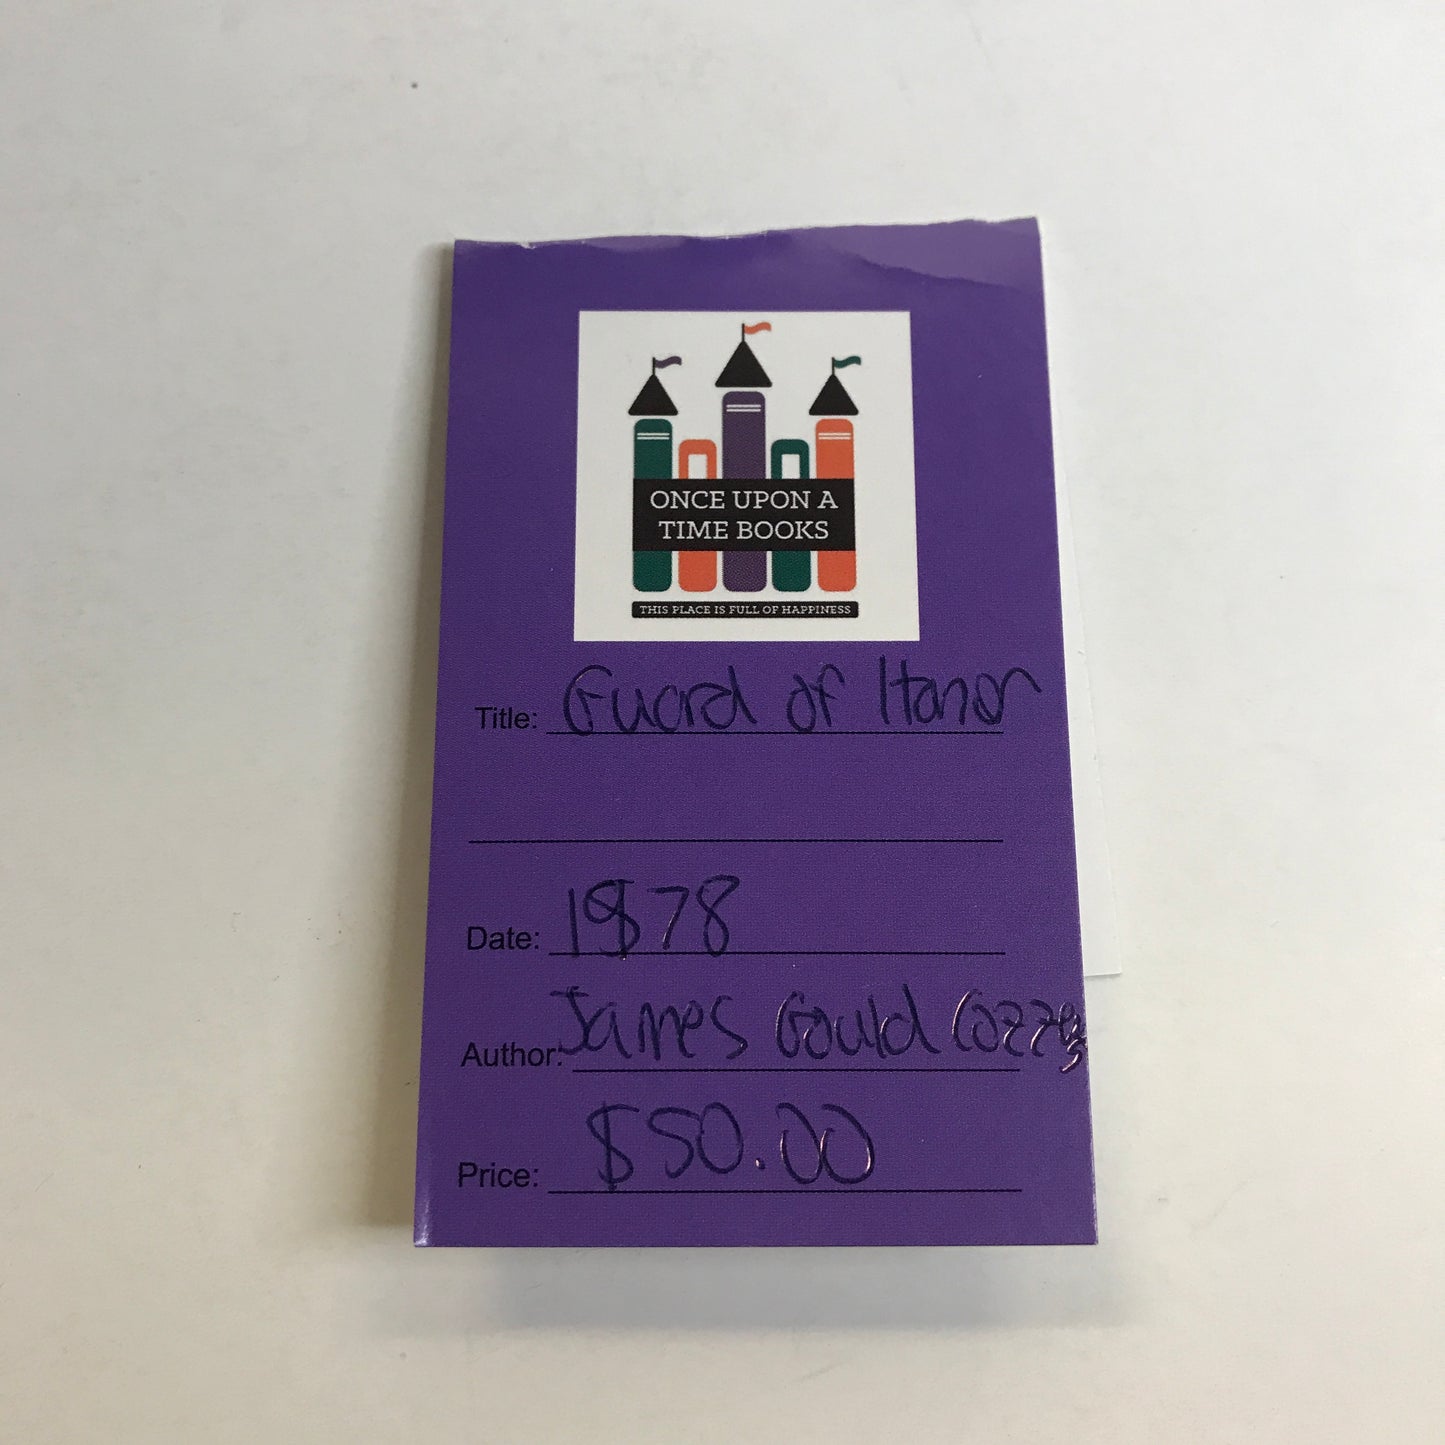 ONCE UPON A
TIME BOOKS
THIS PLACE IS FULL OF HAPPINESS
Title: Guard of Honor
Date: 1978
Author: James Gould Cozzens
Price: $50.00